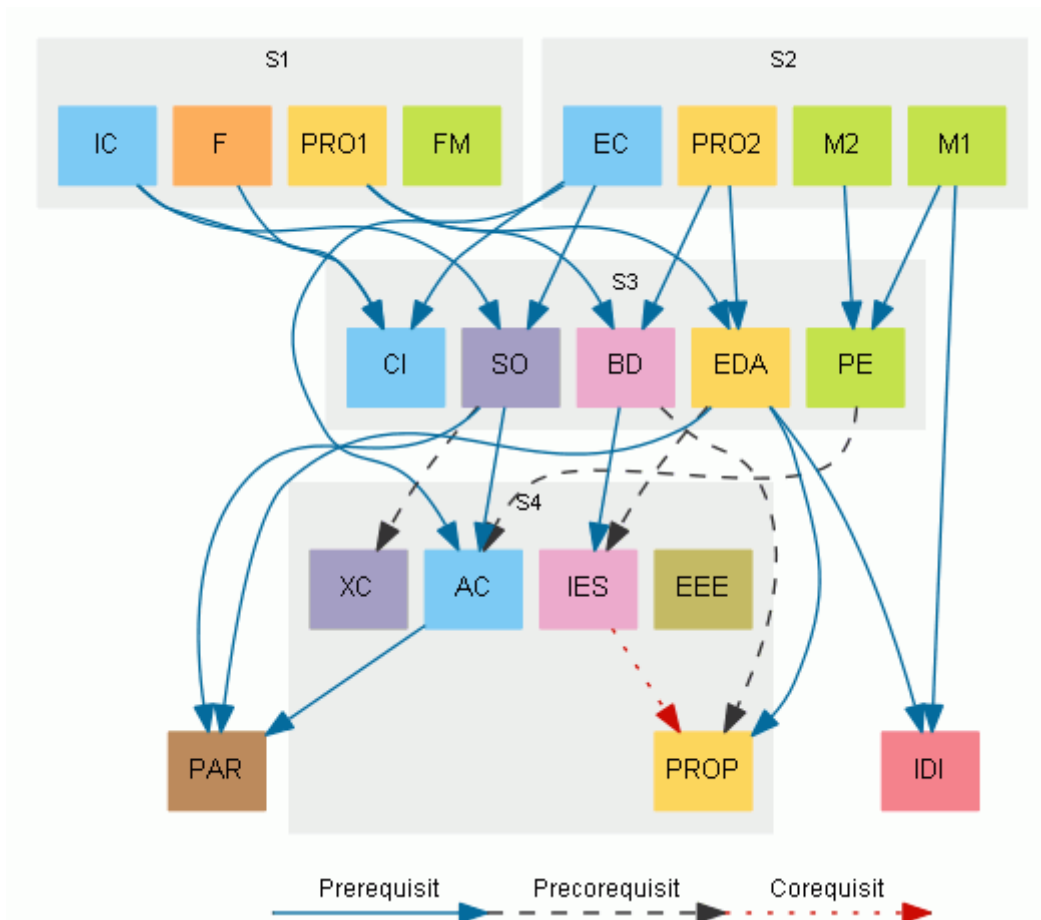 S1
S2
IC
F
PRO1
FM
EC
PRO2
M2
M1
S3
CI
SO
BD
EDA
PE
S4
XC
AC
IES
EEE
PAR
PROP
IDI
Prerequisit
Precorequisit
Corequisit